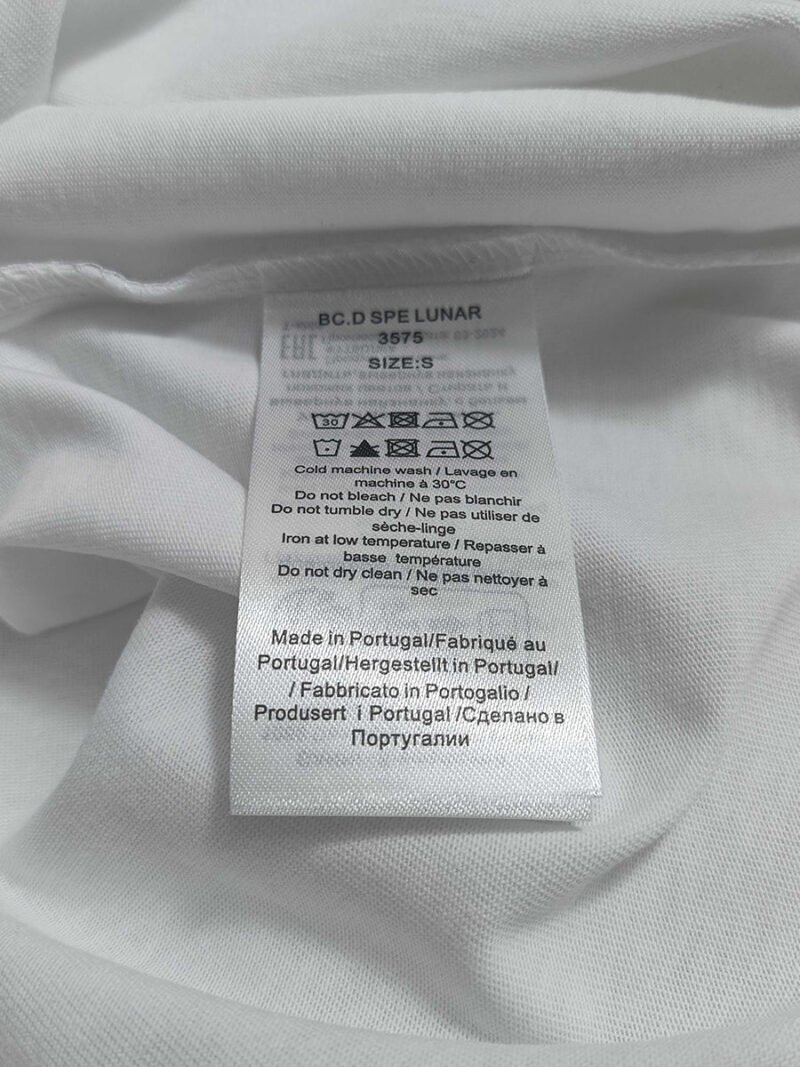 BC.D SPE LUNAR
3575
SIZE:S
30
Cold machine wash / Lavage en
machine à 30°C
Do not bleach / Ne pas blanchir
Do not tumble dry / Ne pas utiliser de
sèche-linge
Iron at low temperature / Repasser à
basse température
Do not dry clean / Ne pas nettoyer à
sec
Made in Portugal/Fabriqué au
Portugal/Hergestellt in Portugal/
/ Fabbricato in Portogalio /
Produsert i Portugal /Сделано в
Португалии